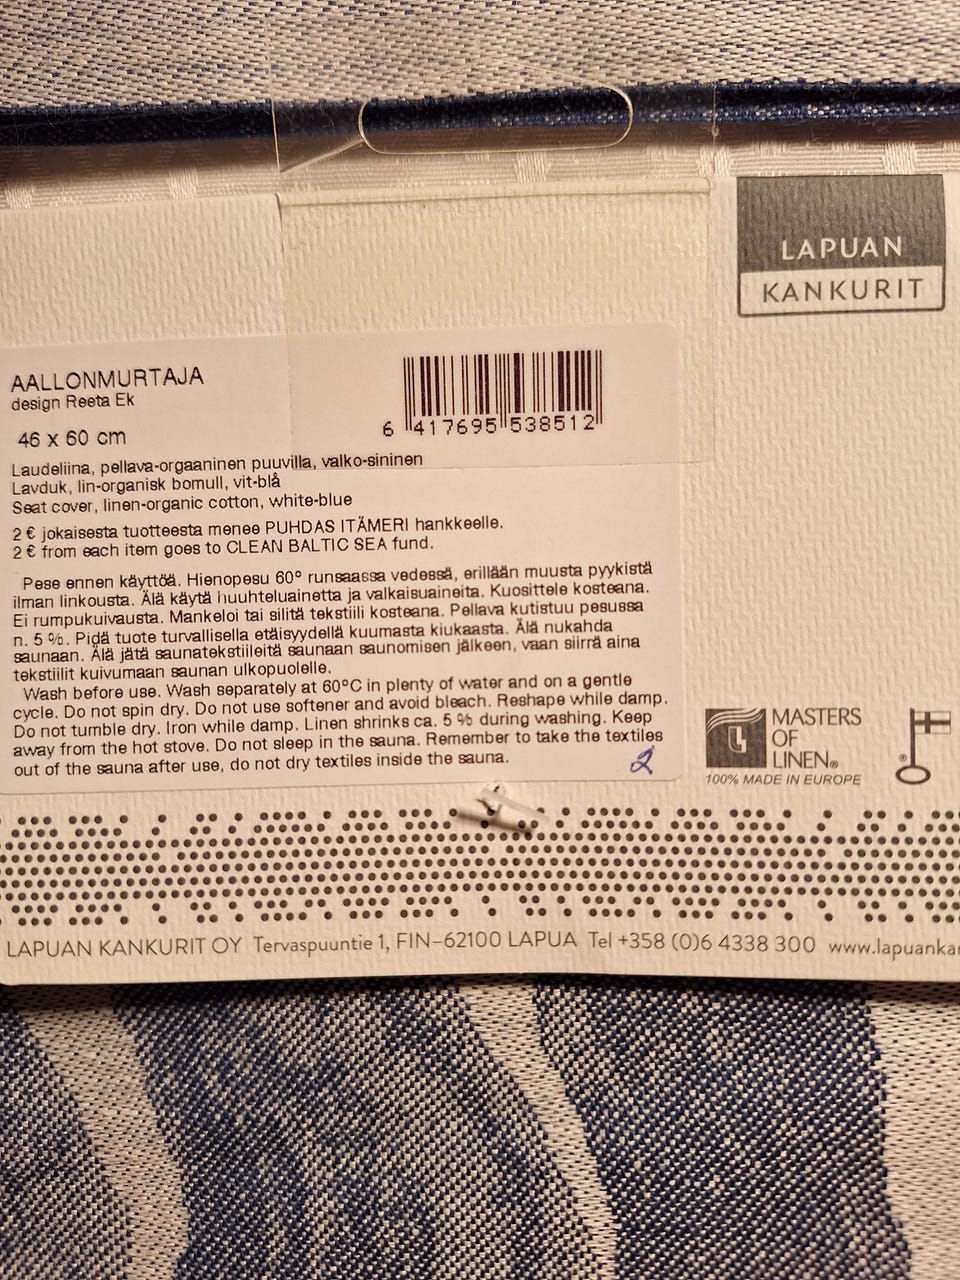 LAPUAN
KANKURIT
AALLONMURTAJA
design Reeta Ek
46 x 60 cm
6 417695 538512
Laudeliina, pellava-orgaaninen puuvilla, valko-sininen
Lavduk, lin-organisk bomull, vit-blå
Seat cover, linen-organic cotton, white-blue
2 € jokaisesta tuotteesta menee PUHDAS ITÄMERI hankkeelle.
2 € from each item goes to CLEAN BALTIC SEA fund.
Pese ennen käyttöä. Hienopesu 60° runsaassa vedessä, erillään muusta pyykistä
ilman linkousta. Älä käytä huuhteluainetta ja valkaisuaineita. Kuosittele kosteana.
Ei rumpukuivausta. Mankeloi tai silitä tekstiili kosteana. Pellava kutistuu pesussa
n. 5 %. Pidä tuote turvallisella etäisyydellä kuumasta kiukaasta. Älä nukahda
saunaan. Älä jätä saunatekstiileitä saunaan saunomisen jälkeen, vaan siirrä aina
tekstiilit kuivumaan saunan ulkopuolelle.
Wash before use. Wash separately at 60°C in plenty of water and on a gentle
cycle. Do not spin dry. Do not use softener and avoid bleach. Reshape while damp.
Do not tumble dry. Iron while damp. Linen shrinks ca. 5 % during washing. Keep
away from the hot stove. Do not sleep in the sauna. Remember to take the textiles
out of the sauna after use, do not dry textiles inside the sauna.
2
MASTERS
OF
LINEN®
100% MADE IN EUROPE
®
LAPUAN KANKURIT OY Tervaspuuntie 1, FIN-62100 LAPUA Tel +358 (0)6 4338 300 www.lapuanka